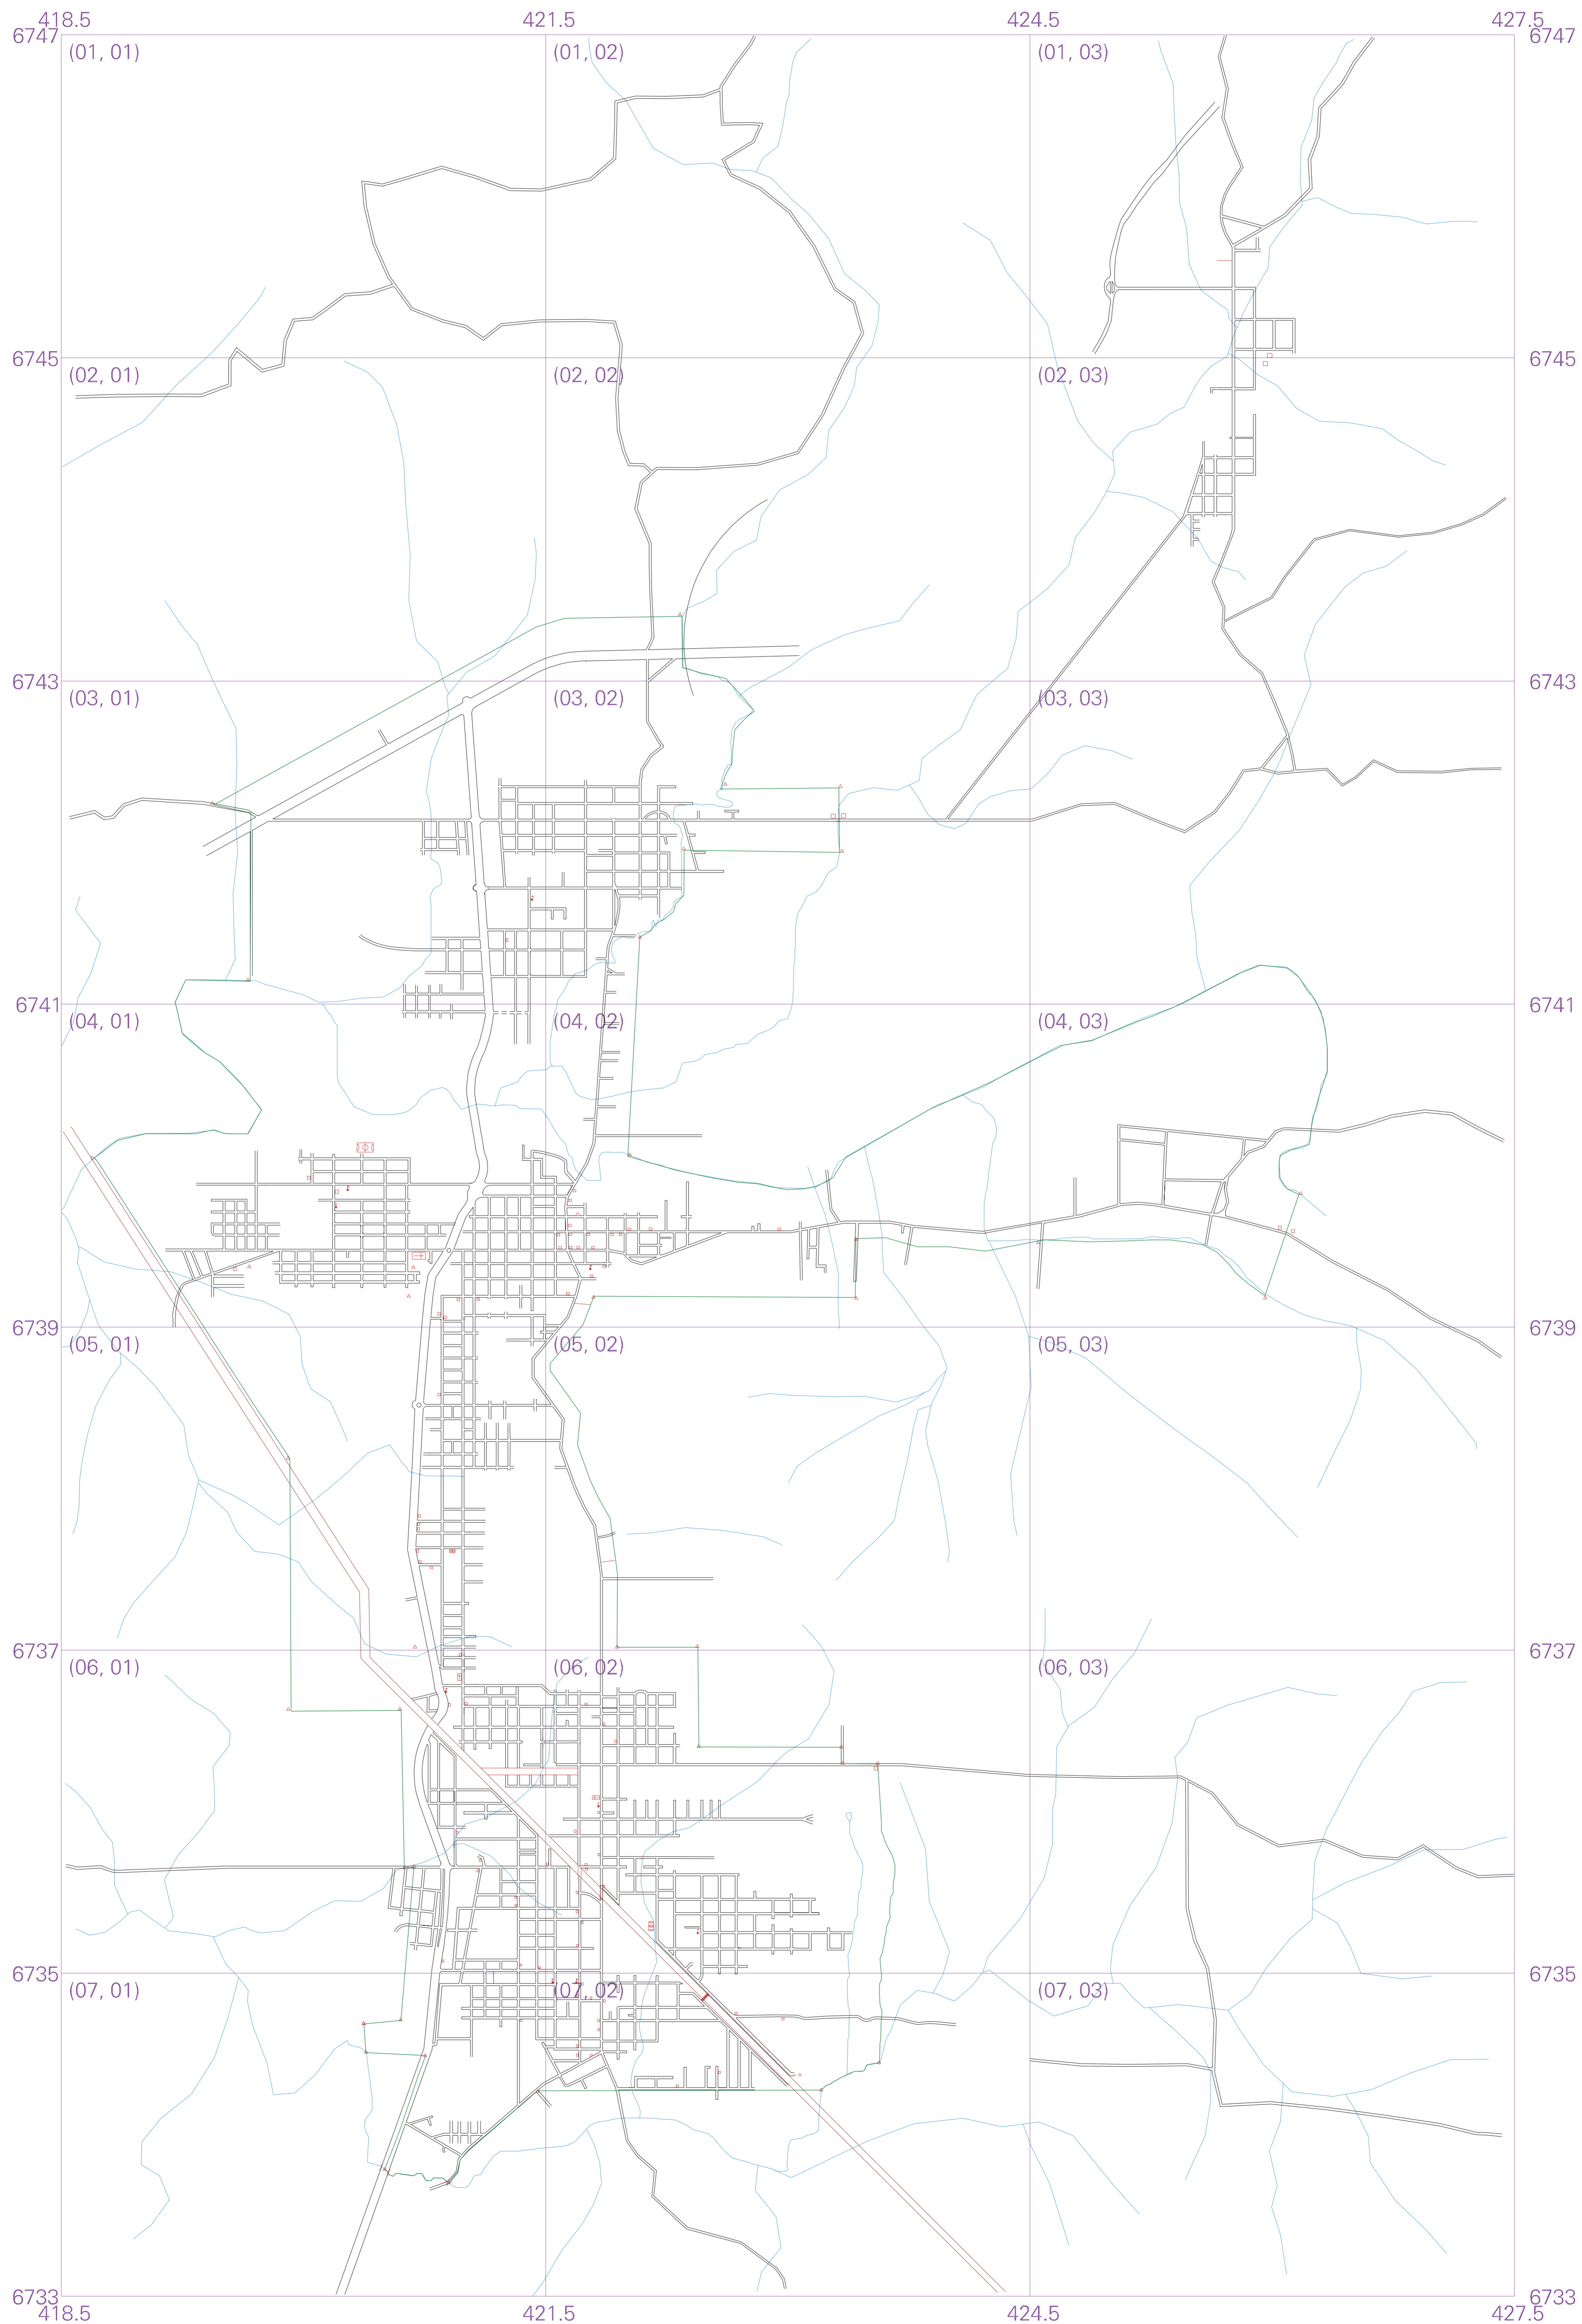 418.5 421.5 424.5 427.5
6747 6747
(01, 01) (01, 02) (01, 03)
6745 6745
(02, 01) (02, 02) (02, 03)
6743 6743
(03, 01) (03, 02) (03, 03)
6741 6741
(04, 01) (04, 02) (04, 03)
6739 6739
(05, 01) (05, 02) (05, 03)
6737 6737
(06, 01) (06, 02) (06, 03)
6735 6735
(07, 01) (07, 02) (07, 03)
6733 6733
418.5 421.5 424.5 427.5